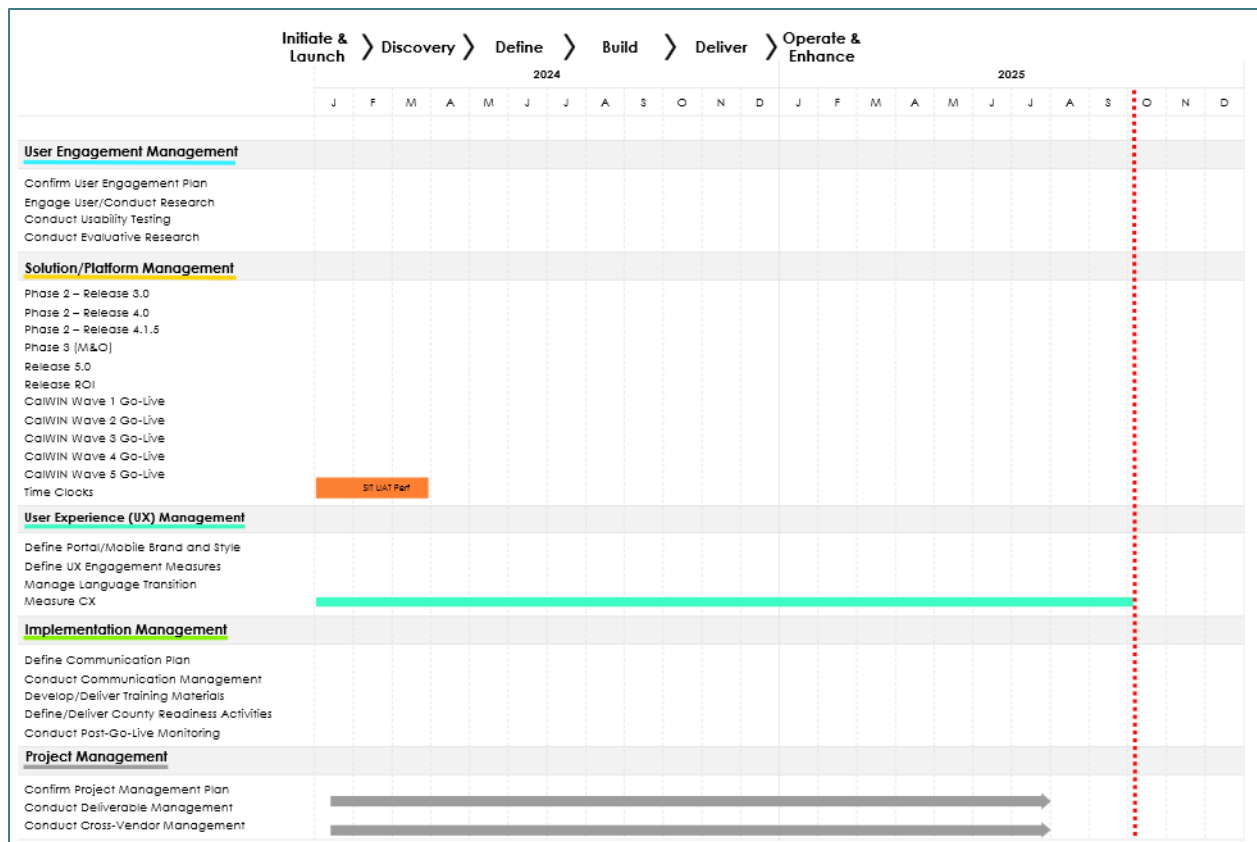 Initiate & Launch Discovery Define Build Deliver Operate & Enhance
2024 2025
J F M A M J J A S O N D J F M A M J J A S O N D
User Engagement Management
Confirm User Engagement Plan
Engage User/Conduct Research
Conduct Usability Testing
Conduct Evaluative Research
Solution/Platform Management
Phase 2 – Release 3.0
Phase 2 – Release 4.0
Phase 2 – Release 4.1.5
Phase 3 (M&O)
Release 5.0
Release ROI
CalWIN Wave 1 Go-Live
CalWIN Wave 2 Go-Live
CalWIN Wave 3 Go-Live
CalWIN Wave 4 Go-Live
CalWIN Wave 5 Go-Live
Time Clocks SIT UAT Perf
User Experience (UX) Management
Define Portal/Mobile Brand and Style
Define UX Engagement Measures
Manage Language Transition
Measure CX
Implementation Management
Define Communication Plan
Conduct Communication Management
Develop/Deliver Training Materials
Define/Deliver County Readiness Activities
Conduct Post-Go-Live Monitoring
Project Management
Confirm Project Management Plan
Conduct Deliverable Management
Conduct Cross-Vendor Management